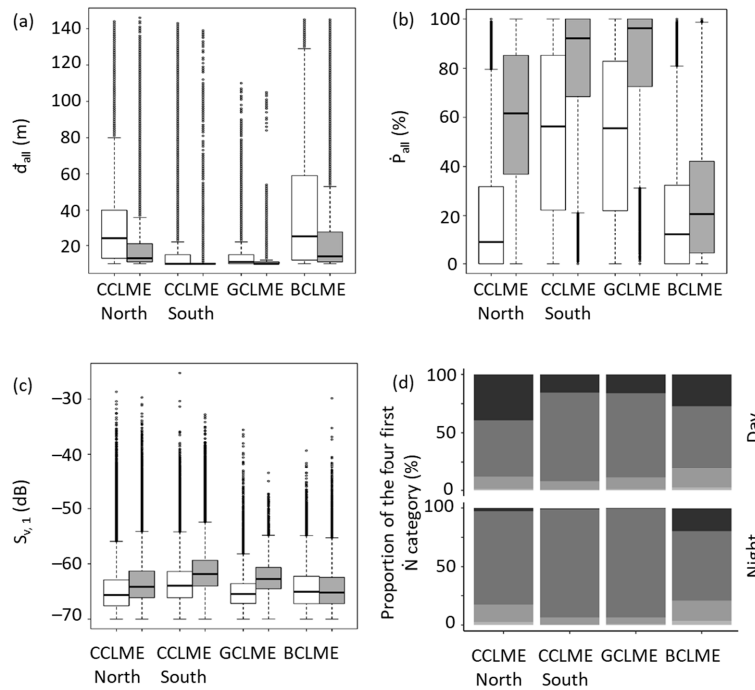 (a)
đall (m)
140
120
100
80
60
40
20
CCLME North
CCLME South
GCLME
BCLME
(b)
Ṗall (%)
100
80
60
40
20
0
CCLME North
CCLME South
GCLME
BCLME
(c)
Sv, 1 (dB)
–30
–40
–50
–60
–70
CCLME North
CCLME South
GCLME
BCLME
(d)
Proportion of the four first
Ṅ category (%)
100
50
0
Day
100
50
0
Night
CCLME North
CCLME South
GCLME
BCLME